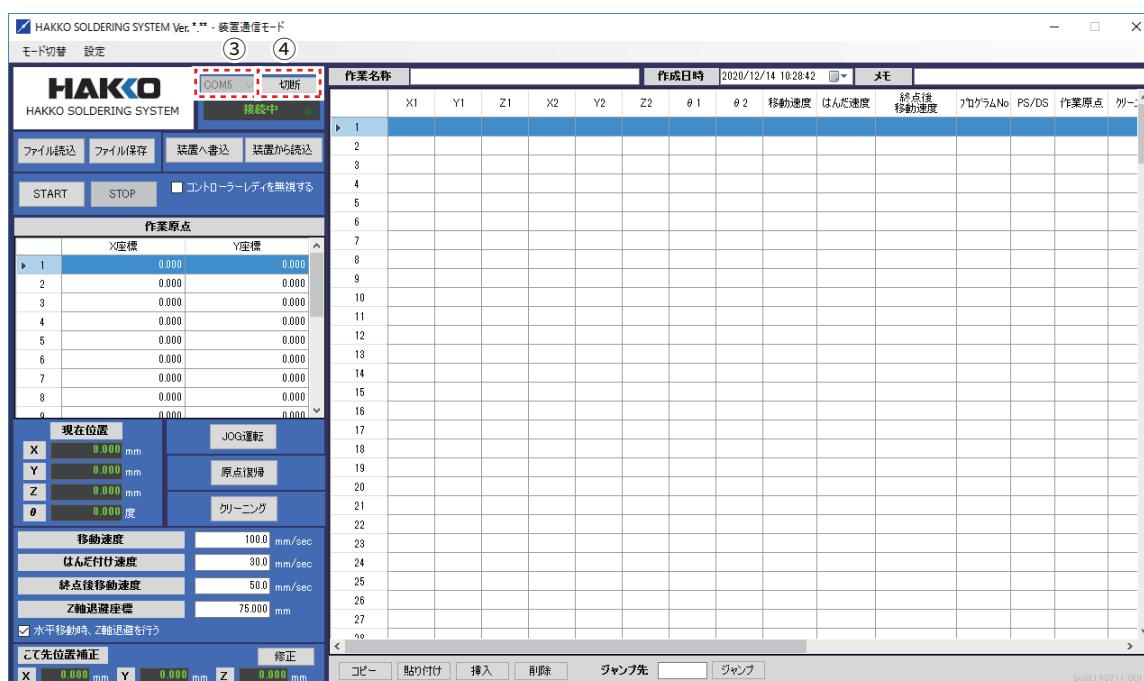 HAKKO SOLDERING SYSTEM Ver. *.** - 装置通信モード
モード切替 設定
③ ④
HAKKO
HAKKO SOLDERING SYSTEM
COM5 切断
接続中
ファイル読込 ファイル保存 装置へ書込 装置から読込
START STOP コントローラーレディを無視する
作業原点
X座標 Y座標
1 0.000 0.000
2 0.000 0.000
3 0.000 0.000
4 0.000 0.000
5 0.000 0.000
6 0.000 0.000
7 0.000 0.000
8 0.000 0.000
9 0.000 0.000
現在位置
X 0.000 mm
Y 0.000 mm
Z 0.000 mm
θ 0.000 度
JOG運転
原点復帰
クリーニング
移動速度 100.0 mm/sec
はんだ付け速度 30.0 mm/sec
終点後移動速度 50.0 mm/sec
Z軸退避座標 75.000 mm
水平移動時、Z軸退避を行う
こて先位置補正 修正
X 0.000 mm Y 0.000 mm Z 0.000 mm
作業名称 作成日時 2020/12/14 10:28:42 メモ
X1 Y1 Z1 X2 Y2 Z2 θ1 θ2 移動速度 はんだ速度 終点後移動速度 プログラムNo PS/DS 作業原点 クリーニ
1
2
3
4
5
6
7
8
9
10
11
12
13
14
15
16
17
18
19
20
21
22
23
24
25
26
27
28
コピー 貼り付け 挿入 削除 ジャンプ先 ジャンプ
build:180711.001